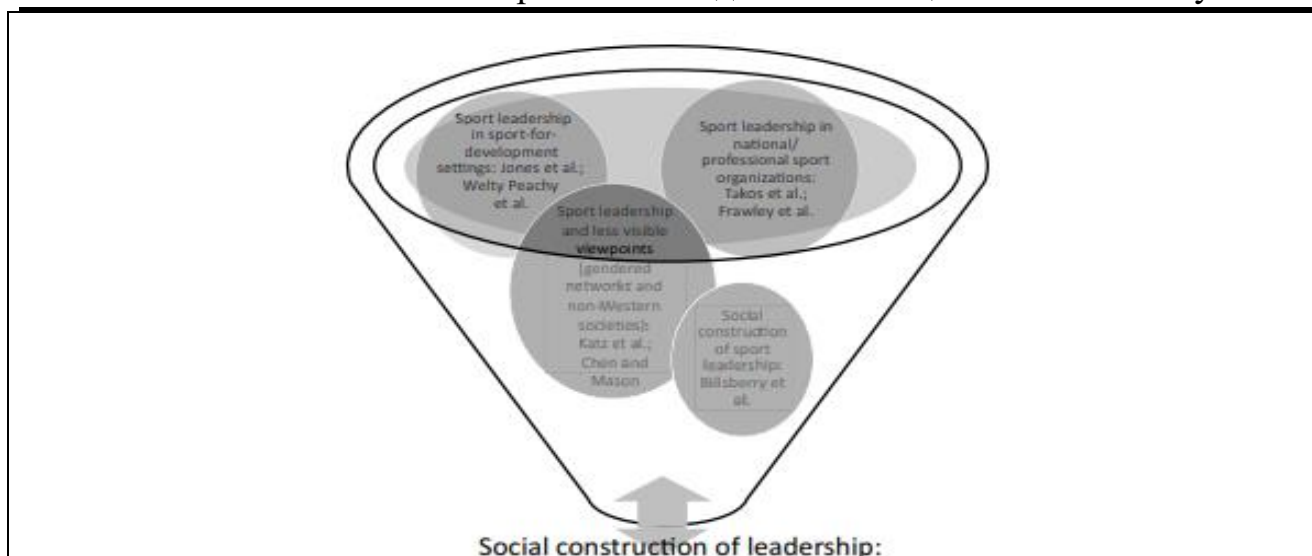 Sport leadership
in sport-for-
development
settings: Jones et al.;
Welty Peachy
et al.
Sport leadership in
national/
professional sport
organizations:
Takos et al.;
Frawley et al.
Sport leadership
and less visible
viewpoints
(gendered
networks and
non-Western
societies):
Katz et al.;
Chen and
Mason
Social
construction
of sport
leadership:
Billsberry et
al.
Social construction of leadership: